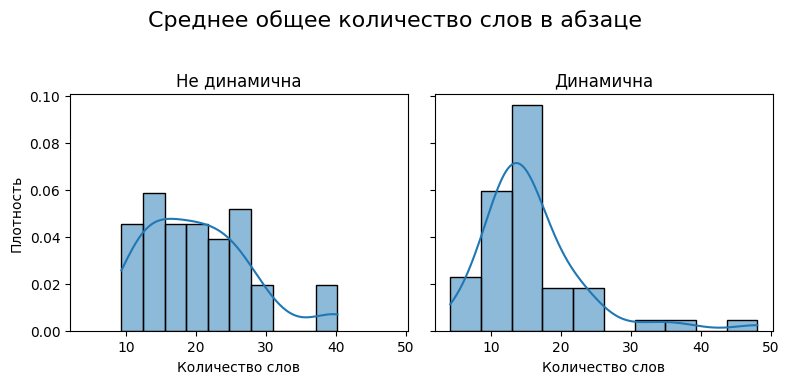 Среднее общее количество слов в абзаце
Не динамична
Динамична
0.10
0.08
0.06
0.04
0.02
0.00
Плотность
10 20 30 40 50
10 20 30 40 50
Количество слов
Количество слов